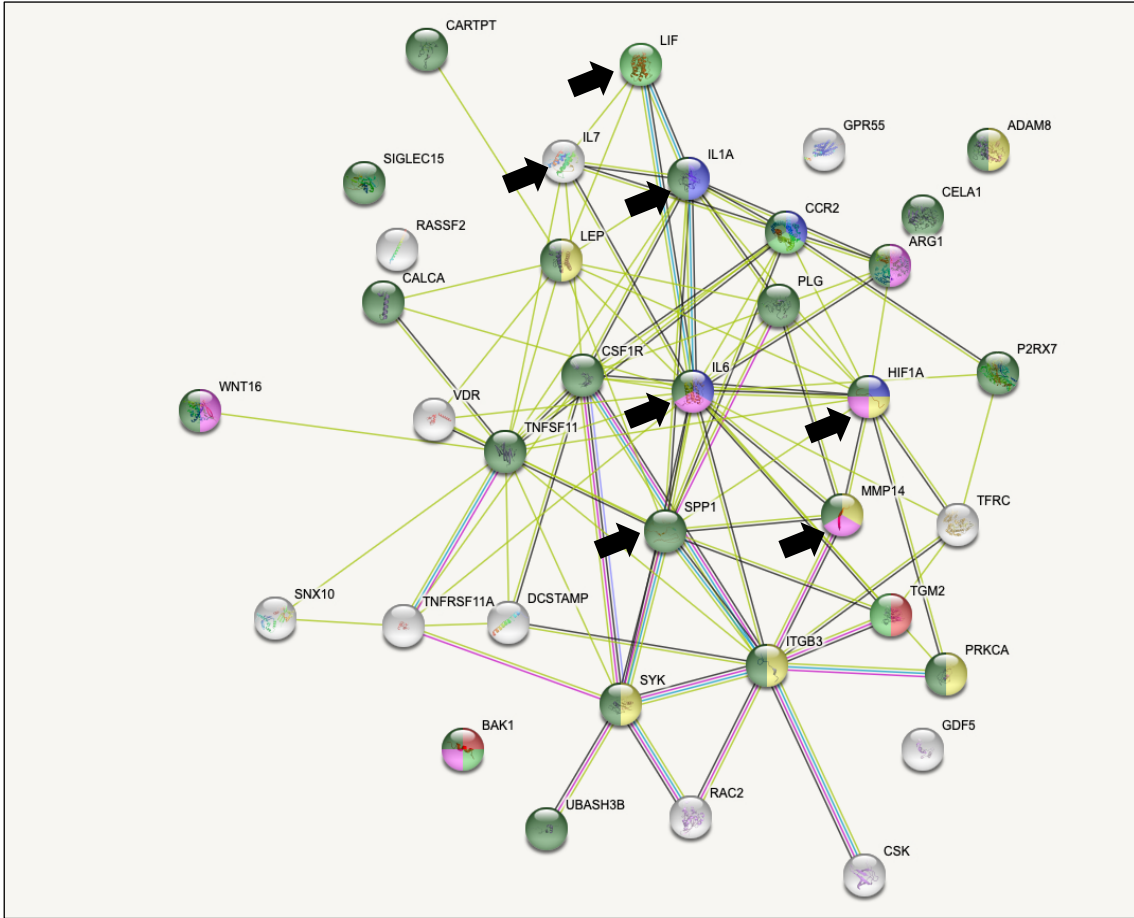 CARTPT
LIF
IL7
GPR55
ADAM8
SIGLEC15
IL1A
CELA1
CCR2
RASSF2
LEP
ARG1
CALCA
PLG
P2RX7
CSF1R
IL6
HIF1A
WNT16
VDR
TNFSF11
MMP14
TFRC
SPP1
SNX10
TNFRSF11A
DCSTAMP
TGM2
ITGB3
PRKCA
SYK
BAK1
GDF5
RAC2
UBASH3B
CSK